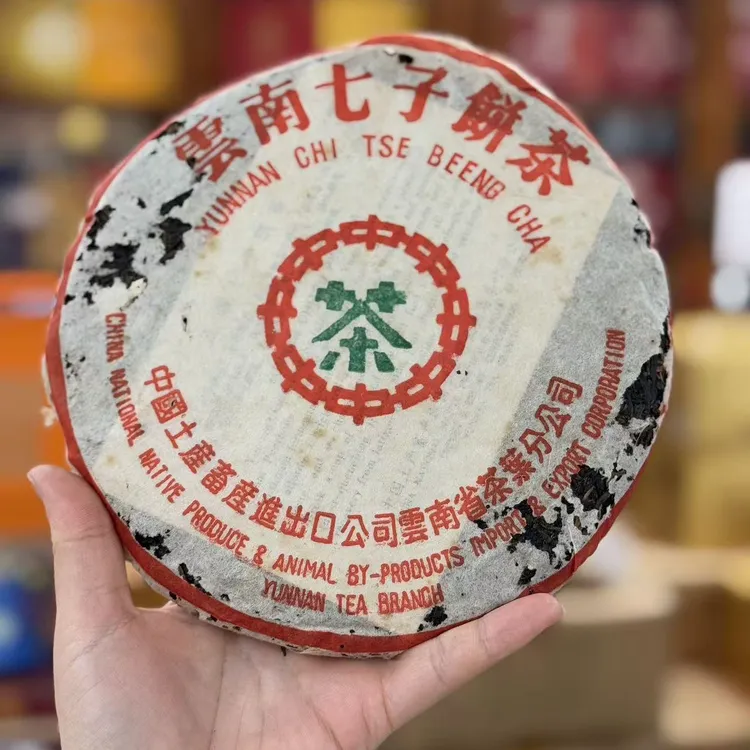 雲南七子餅茶
YUNNAN CHI TSE BEENG CHA
茶
中國土產畜產進出口公司雲南省茶葉分公司
CHINA NATIONAL NATIVE PRODUCE & ANIMAL BY-PRODUCTS IMPORT & EXPORT CORPORATION
YUNNAN TEA BRANCH